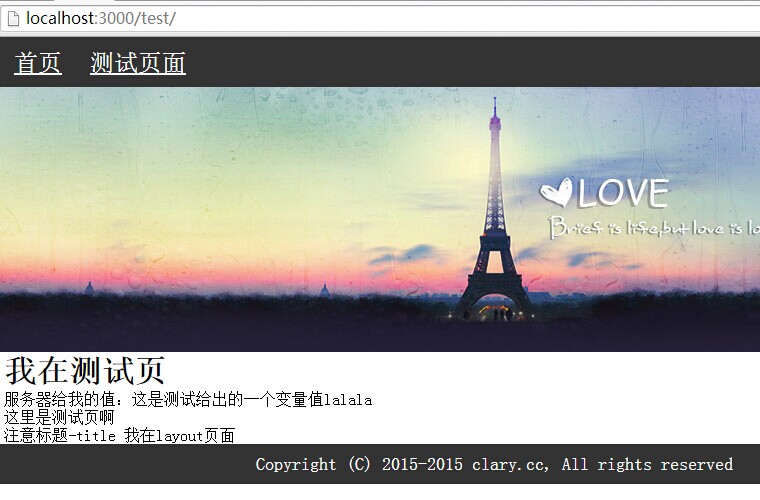 localhost:3000/test/
首页 测试页面
LOVE
Brief is life,but love is lo
我在测试页
服务器给我的值：这是测试给出的一个变量值lalala
这里是测试页啊
注意标题-title 我在layout页面
Copyright (C) 2015-2015 clary.cc, All rights reserved